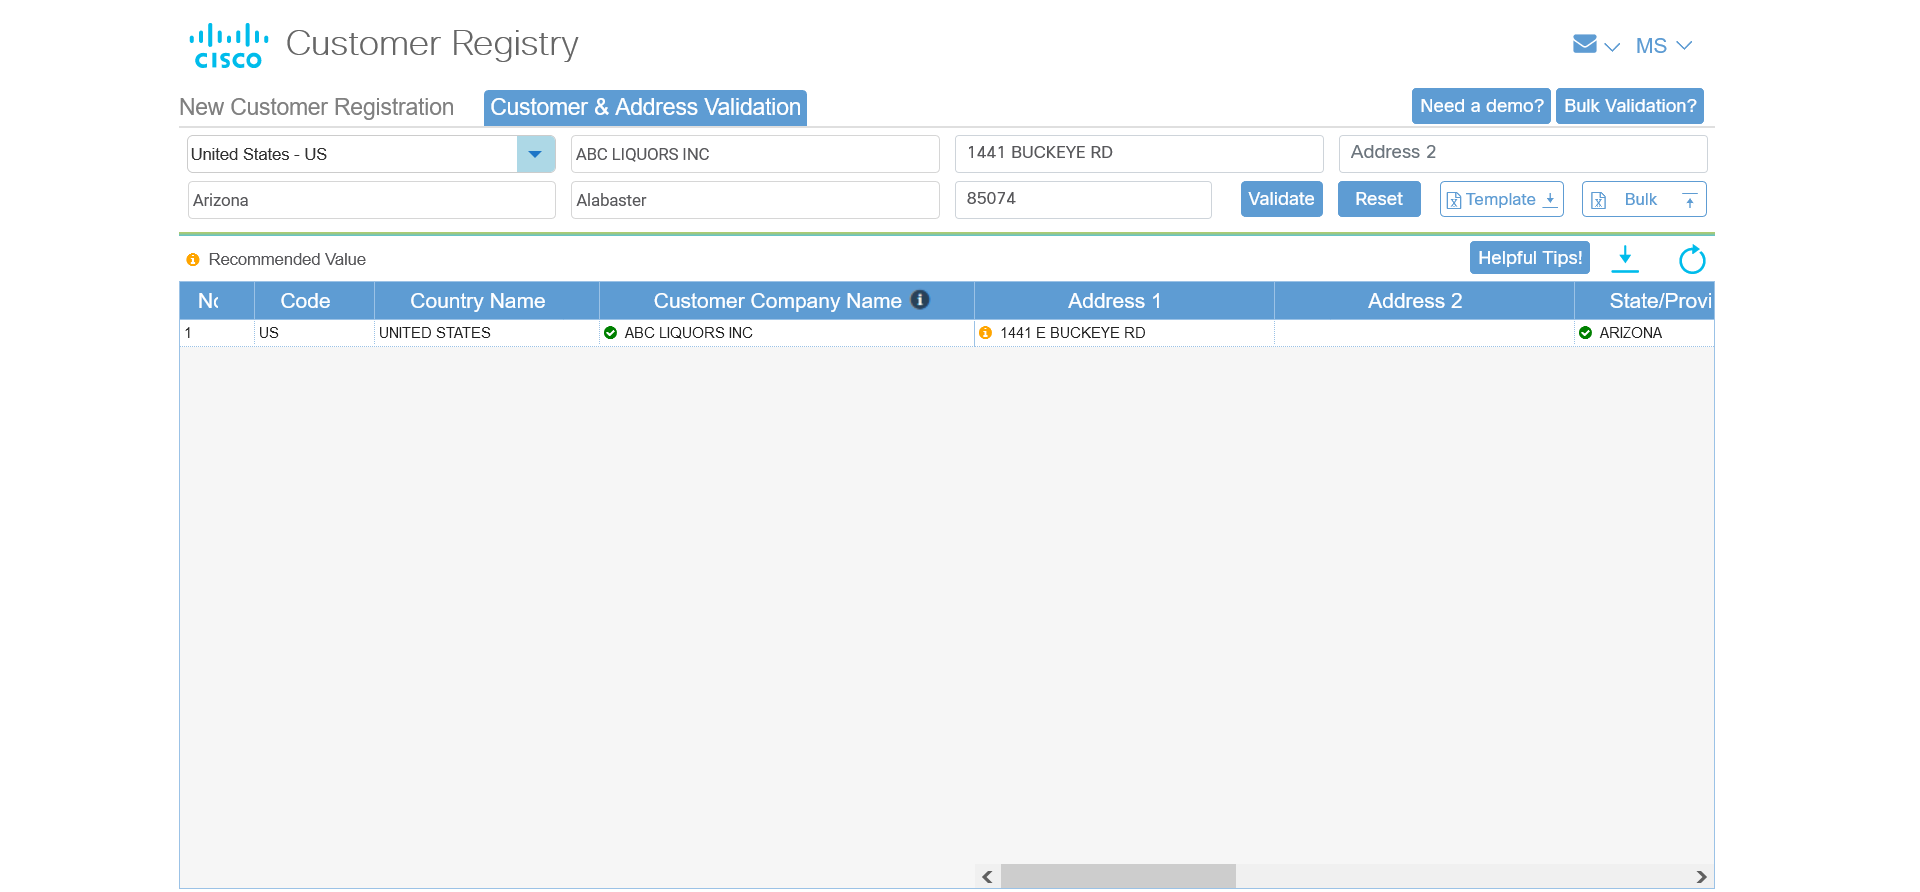 CISCO Customer Registry
MS
New Customer Registration
Customer & Address Validation
Need a demo?
Bulk Validation?
United States - US
ABC LIQUORS INC
1441 BUCKEYE RD
Address 2
Arizona
Alabaster
85074
Validate
Reset
Template
Bulk
Recommended Value
Helpful Tips!
No Code Country Name Customer Company Name Address 1 Address 2 State/Provi
1 US UNITED STATES ABC LIQUORS INC 1441 E BUCKEYE RD ARIZONA